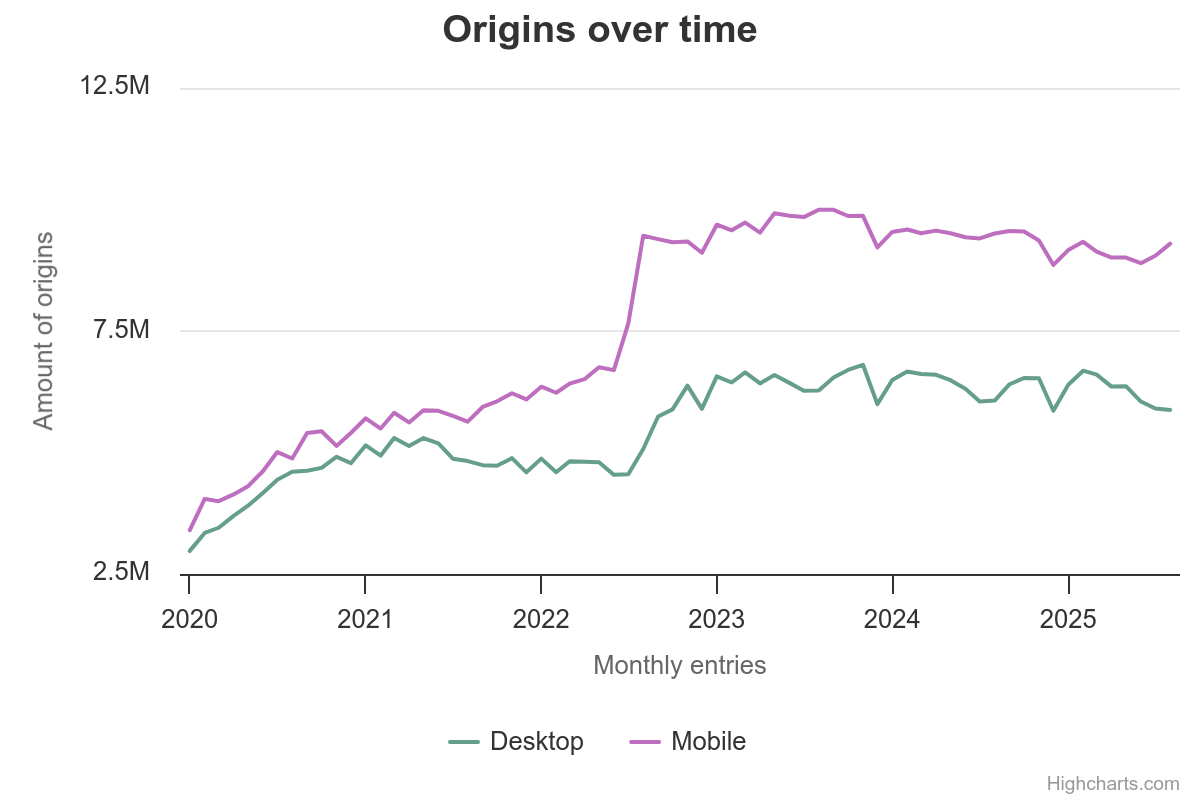 Origins over time
12.5M
7.5M
2.5M
Amount of origins
2020 2021 2022 2023 2024 2025
Monthly entries
Desktop Mobile
Highcharts.com